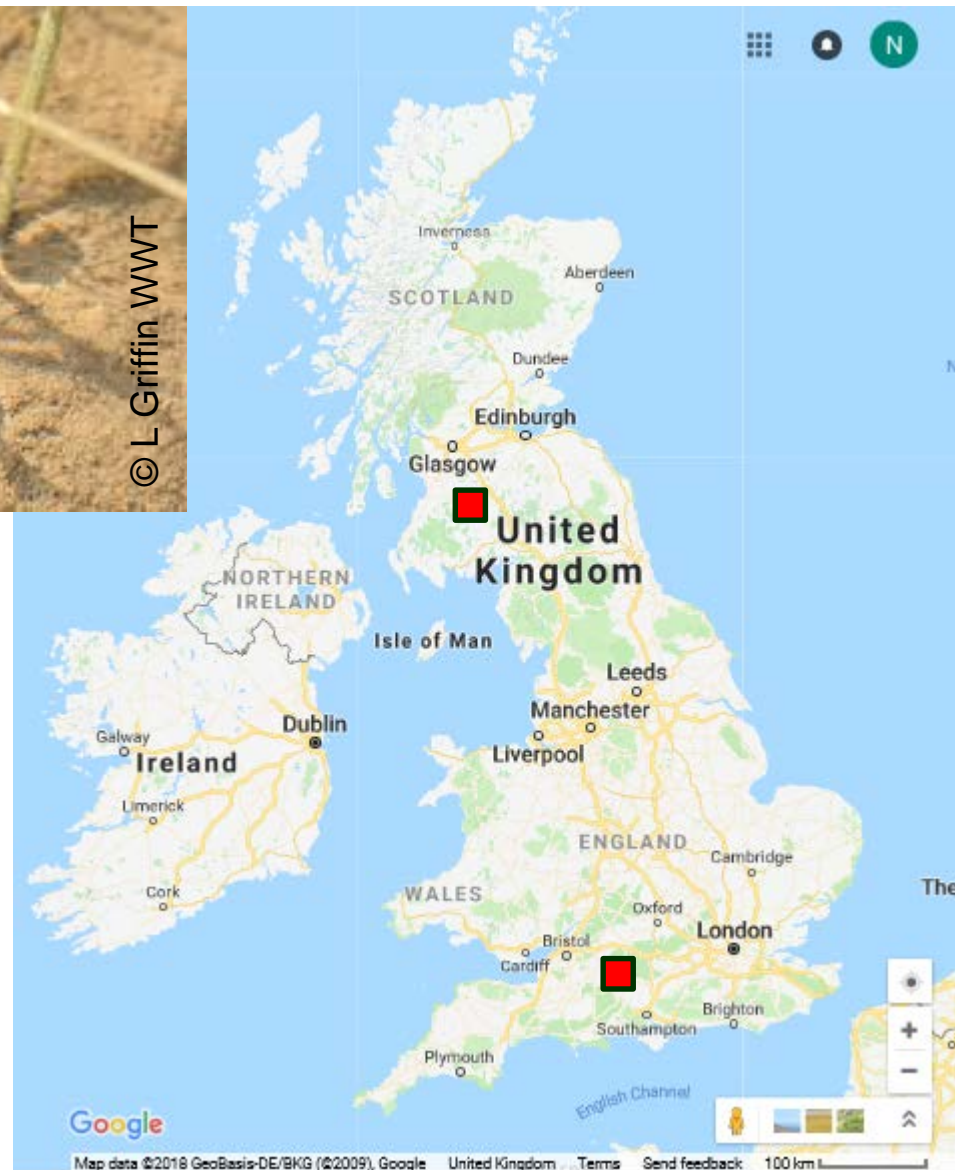 N
© L Griffin WWT
Inverness
Aberdeen
SCOTLAND
Dundee
Edinburgh
Glasgow
United
Kingdom
NORTHERN
IRELAND
Isle of Man
Leeds
Manchester
Liverpool
Dublin
Galway
Ireland
Limerick
Cork
ENGLAND
Cambridge
WALES
The
Oxford
London
Bristol
Cardiff
Brighton
Southampton
Plymouth
English Channel
Google
Map data ©2018 GeoBasis-DE/BKG (©2009), Google United Kingdom Terms Send feedback 100 km